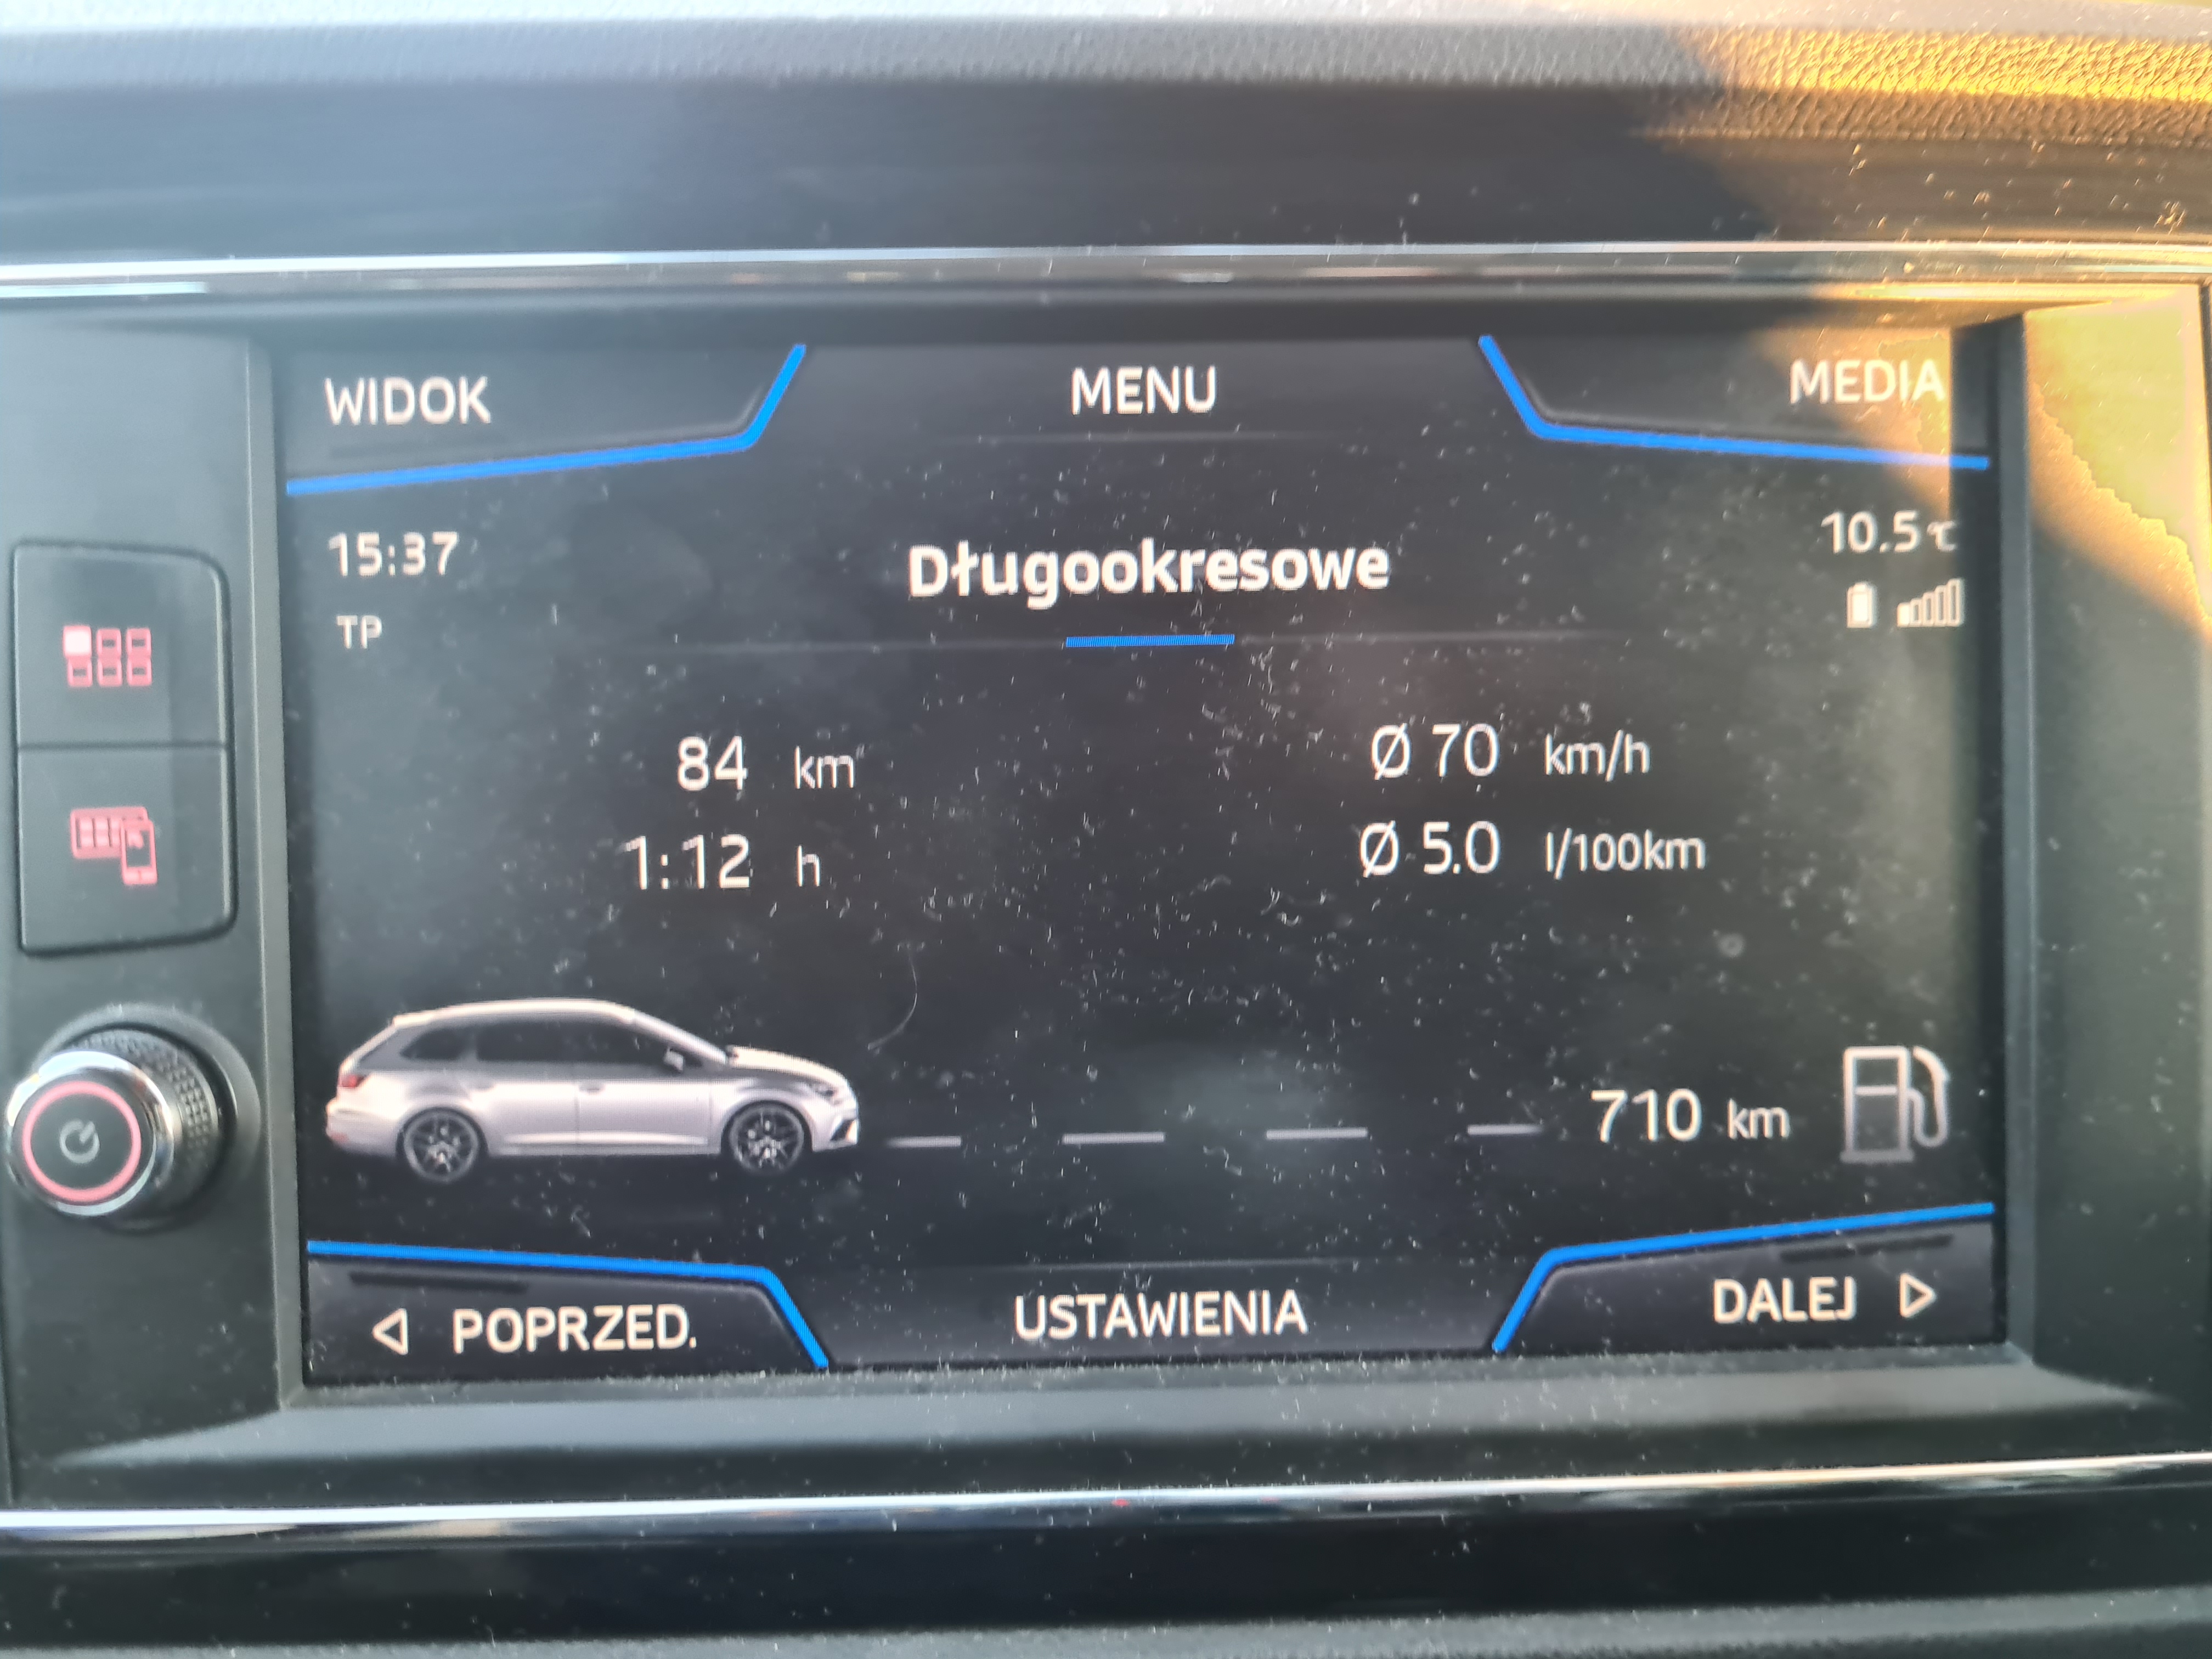 WIDOK MENU MEDIA
15:37 Długookresowe 10.5 °C
TP
84 km Ø 70 km/h
1:12 h Ø 5.0 l/100km
710 km
POPRZED. USTAWIENIA DALEJ